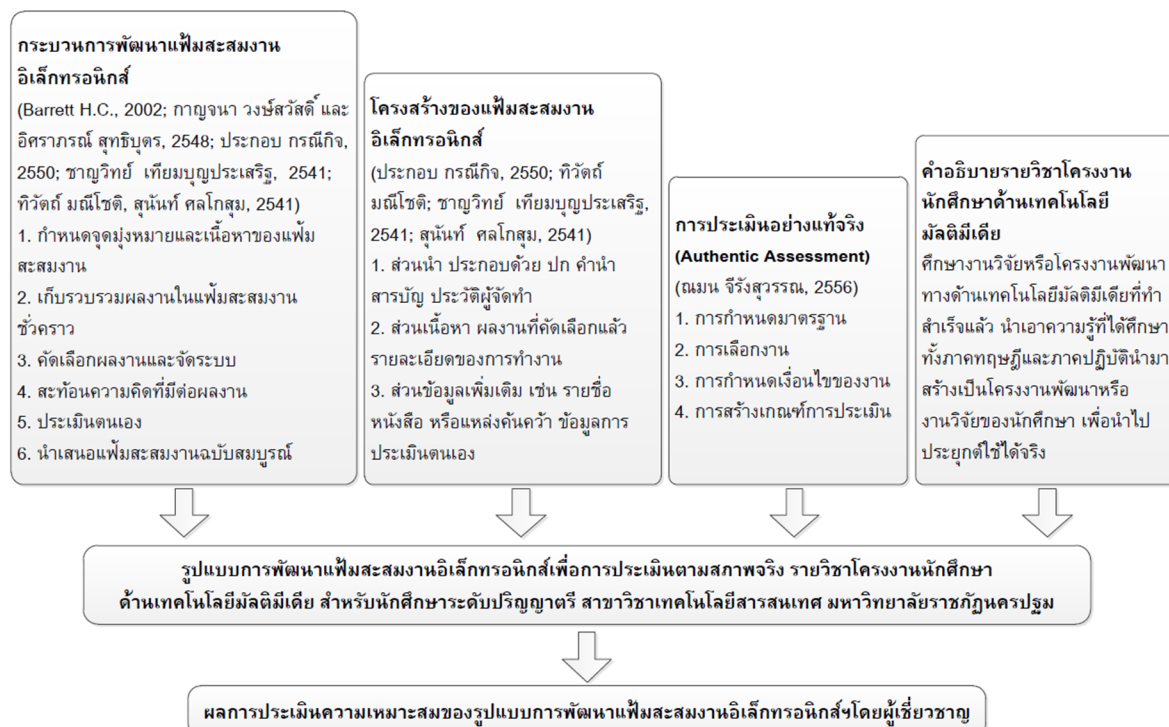 กระบวนการพัฒนาแฟ้มสะสมงาน
อิเล็กทรอนิกส์
(Barrett H.C., 2002; กาญจนา วงษ์สวัสดิ์ และ
อิศราภรณ์ สุทธิบุตร, 2548; ประกอบ กรณีกิจ,
2550; ชาญวิทย์ เทียมบุญประเสริฐ, 2541;
ทิวัตถ์ มณีโชติ, สุนันท์ ศลโกสุม, 2541)
1. กำหนดจุดมุ่งหมายและเนื้อหาของแฟ้ม
สะสมงาน
2. เก็บรวบรวมผลงานในแฟ้มสะสมงาน
ชั่วคราว
3. คัดเลือกผลงานและจัดระบบ
4. สะท้อนความคิดที่มีต่อผลงาน
5. ประเมินตนเอง
6. นำเสนอแฟ้มสะสมงานฉบับสมบูรณ์
โครงสร้างของแฟ้มสะสมงาน
อิเล็กทรอนิกส์
(ประกอบ กรณีกิจ, 2550; ทิวัตถ์
มณีโชติ; ชาญวิทย์ เทียมบุญประเสริฐ,
2541; สุนันท์ ศลโกสุม, 2541)
1. ส่วนนำ ประกอบด้วย ปก คำนำ
สารบัญ ประวัติผู้จัดทำ
2. ส่วนเนื้อหา ผลงานที่คัดเลือกแล้ว
รายละเอียดของการทำงาน
3. ส่วนข้อมูลเพิ่มเติม เช่น รายชื่อ
หนังสือ หรือแหล่งค้นคว้า ข้อมูลการ
ประเมินตนเอง
การประเมินอย่างแท้จริง
(Authentic Assessment)
(ณมน จีรังสุวรรณ, 2556)
1. การกำหนดมาตรฐาน
2. การเลือกงาน
3. การกำหนดเงื่อนไขของงาน
4. การสร้างเกณฑ์การประเมิน
คำอธิบายรายวิชาโครงงาน
นักศึกษาด้านเทคโนโลยี
มัลติมีเดีย
ศึกษางานวิจัยหรือโครงงานพัฒนา
ทางด้านเทคโนโลยีมัลติมีเดียที่ทำ
สำเร็จแล้ว นำเอาความรู้ที่ได้ศึกษา
ทั้งภาคทฤษฎีและภาคปฏิบัตินำมา
สร้างเป็นโครงงานพัฒนาหรือ
งานวิจัยของนักศึกษา เพื่อนำไป
ประยุกต์ใช้ได้จริง
รูปแบบการพัฒนาแฟ้มสะสมงานอิเล็กทรอนิกส์เพื่อการประเมินตามสภาพจริง รายวิชาโครงงานนักศึกษา
ด้านเทคโนโลยีมัลติมีเดีย สำหรับนักศึกษาระดับปริญญาตรี สาขาวิชาเทคโนโลยีสารสนเทศ มหาวิทยาลัยราชภัฏนครปฐม
ผลการประเมินความเหมาะสมของรูปแบบการพัฒนาแฟ้มสะสมงานอิเล็กทรอนิกส์ฯโดยผู้เชี่ยวชาญ